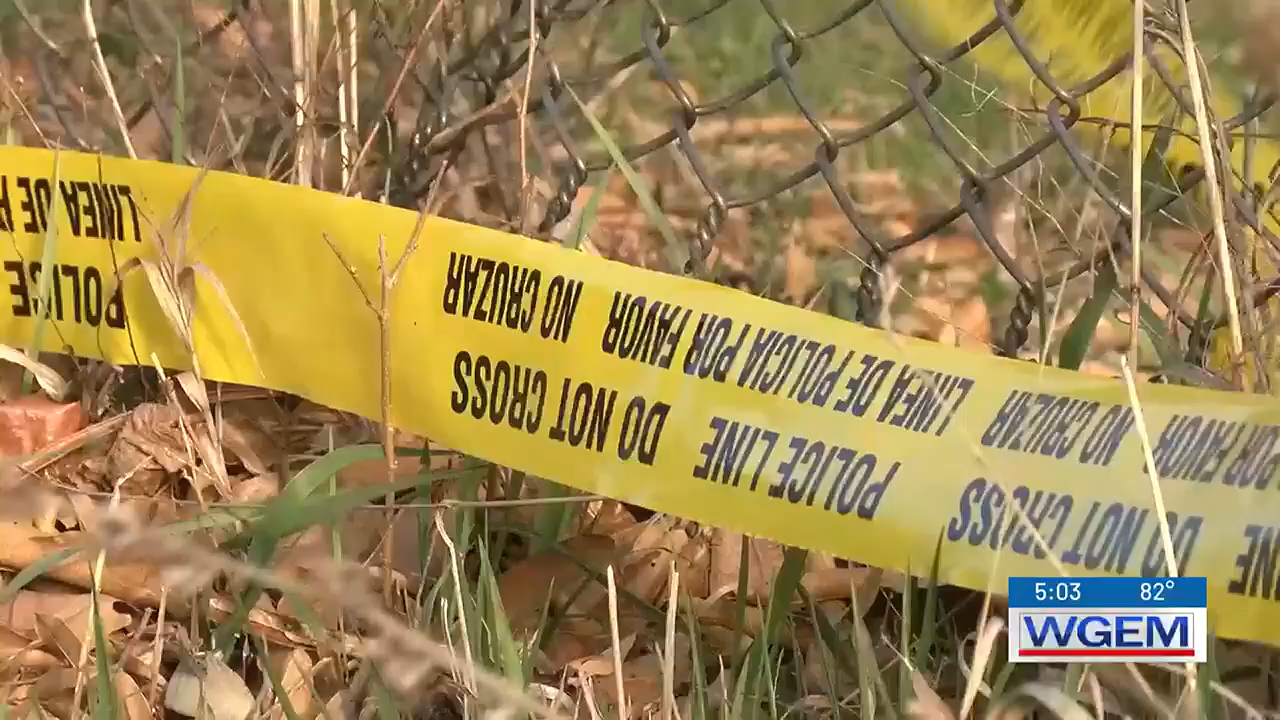 DO NOT CROSS POLICE LINE DO NOT CROSS POLICE
POR FAVOR NO CRUZAR LINEA DE POLICIA POR FAVOR NO CRUZAR LINEA DE
5:03 82°
WGEM